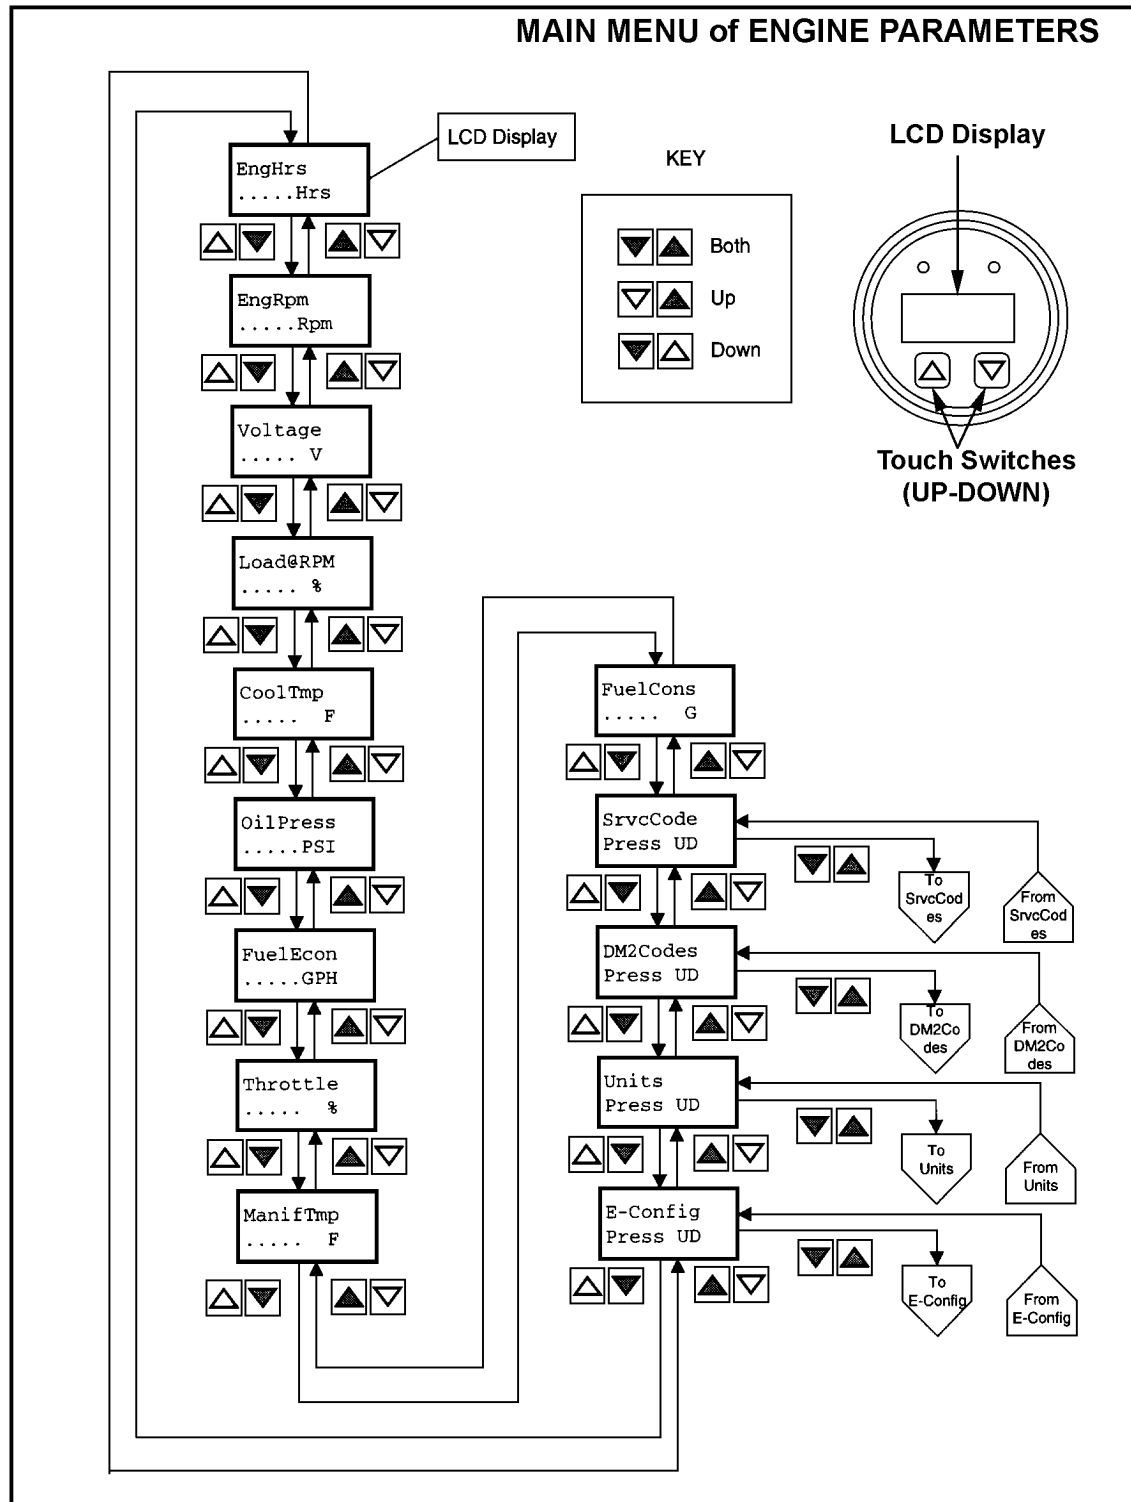 MAIN MENU of ENGINE PARAMETERS
LCD Display
KEY
Both
Up
Down
LCD Display
Touch Switches
(UP-DOWN)
EngHrs
.....Hrs
EngRpm
.....Rpm
Voltage
..... V
Load@RPM
..... %
CoolTmp
..... F
OilPress
.....PSI
FuelEcon
.....GPH
Throttle
..... %
ManifTmp
..... F
FuelCons
..... G
SrvcCode
Press UD
To
SrvcCod
es
From
SrvcCod
es
DM2Codes
Press UD
To
DM2Co
des
From
DM2Co
des
Units
Press UD
To
Units
From
Units
E-Config
Press UD
To
E-Config
From
E-Config